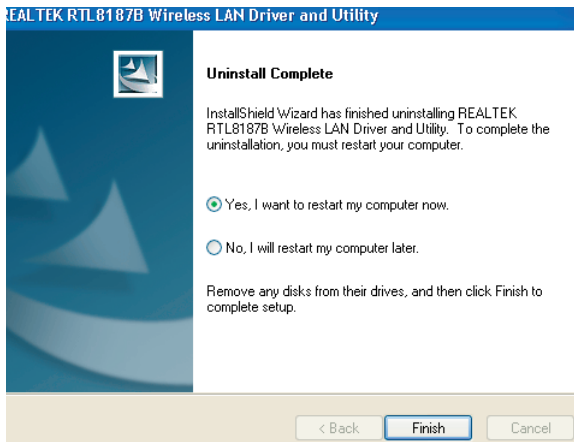 REALTEK RTL8187B Wireless LAN Driver and Utility
Uninstall Complete
InstallShield Wizard has finished uninstalling REALTEK
RTL8187B Wireless LAN Driver and Utility. To complete the
uninstallation, you must restart your computer.
Yes, I want to restart my computer now.
No, I will restart my computer later.
Remove any disks from their drives, and then click Finish to
complete setup.
< Back Finish Cancel